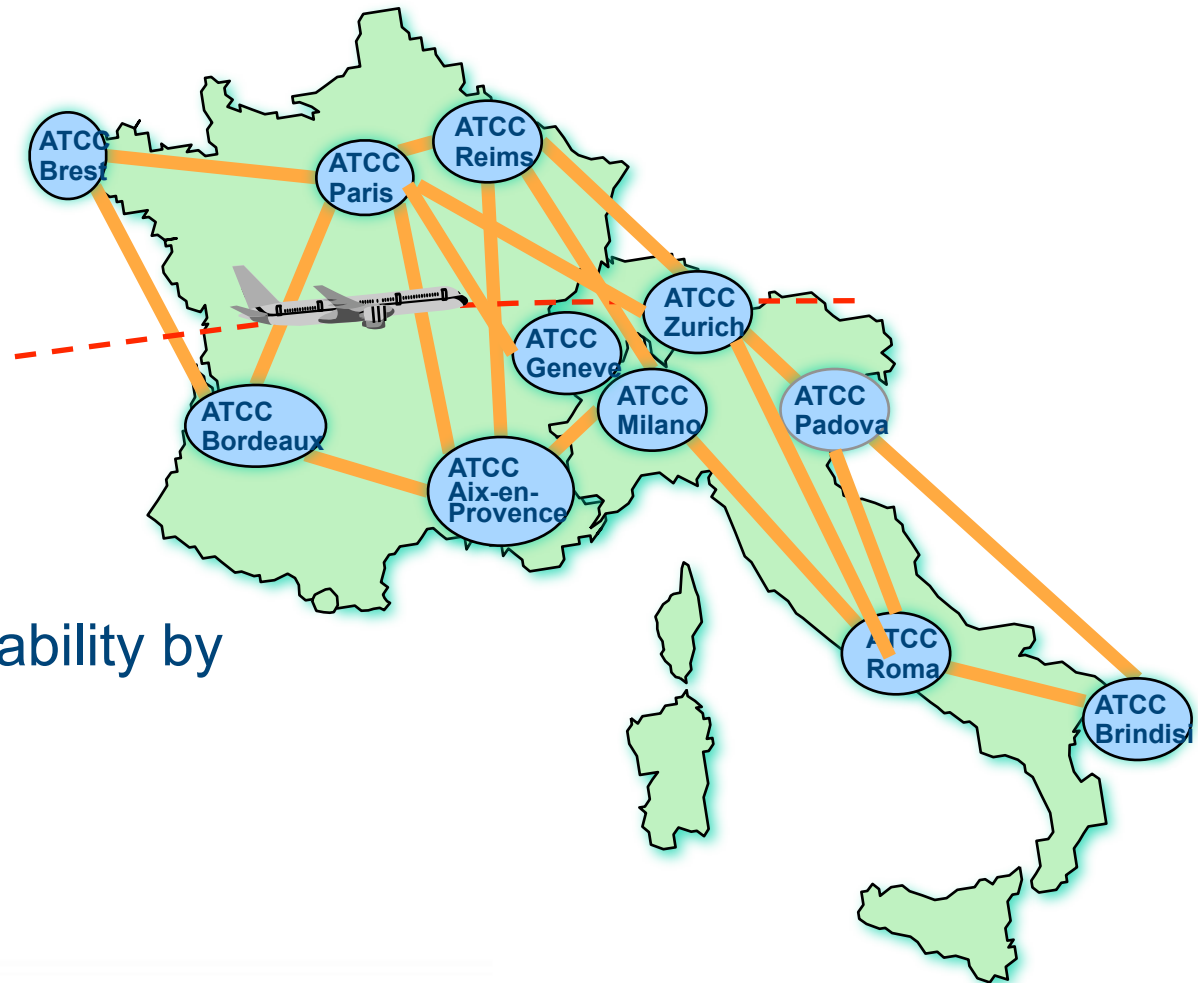 ATCC
Brest
ATCC
Paris
ATCC
Reims
ATCC
Zurich
ATCC
Geneve
ATCC
Milano
ATCC
Padova
ATCC
Bordeaux
ATCC
Aix-en-
Provence
ability by
ATCC
Roma
ATCC
Brindisi